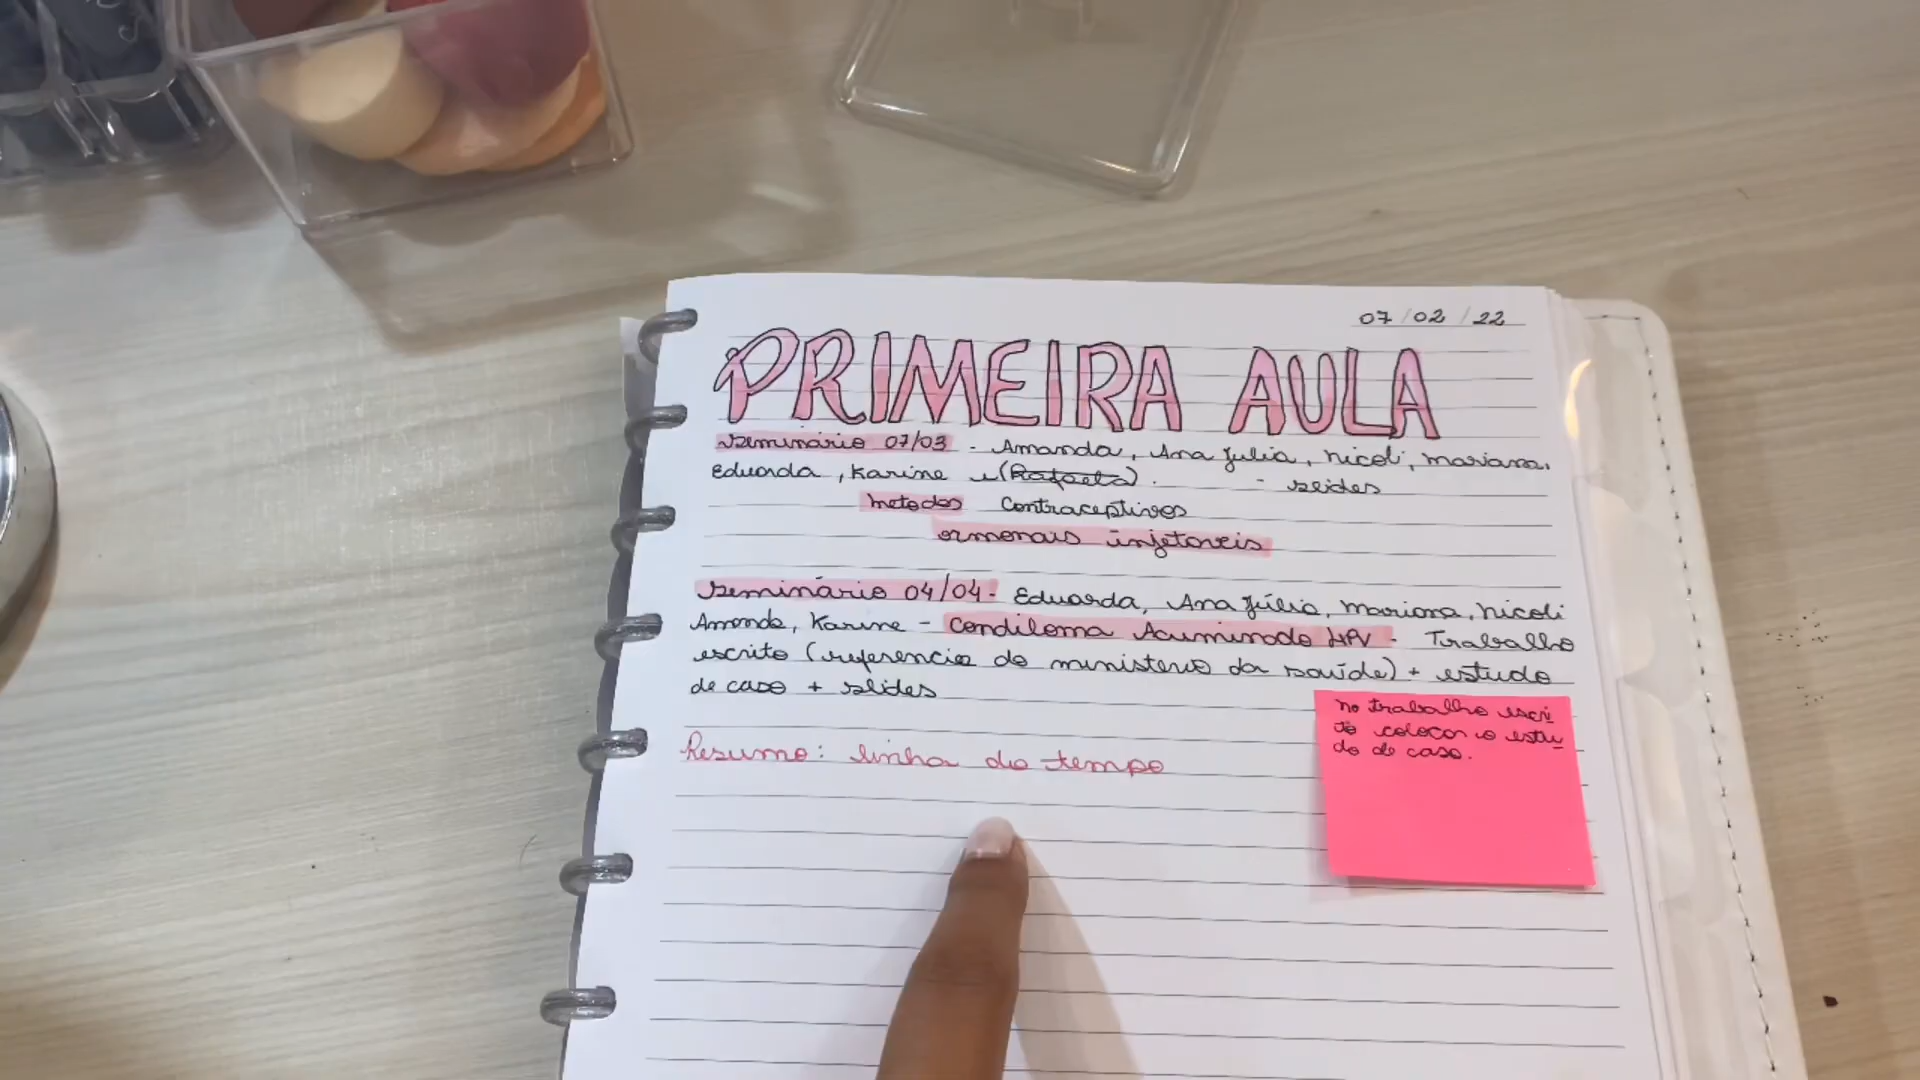 07/02/22
PRIMEIRA AULA
Seminário 07/03 - Amanda, Ana Julia, Nicoli, Mariana,
Eduarda, Karine e (Rafaela). - slides
metodos Contraceptivos
ormonais injetaveis
Seminário 04/04 - Eduarda, Ana Júlia, Mariana, Nicoli
Amanda, Karine - Condiloma Acuminado HPV - Trabalho
escrito (referencia do ministerio da saúde) + estudo
de caso + slides
no trabalho escri-
to colocar o estu-
do de caso.
Resumo: linha do tempo